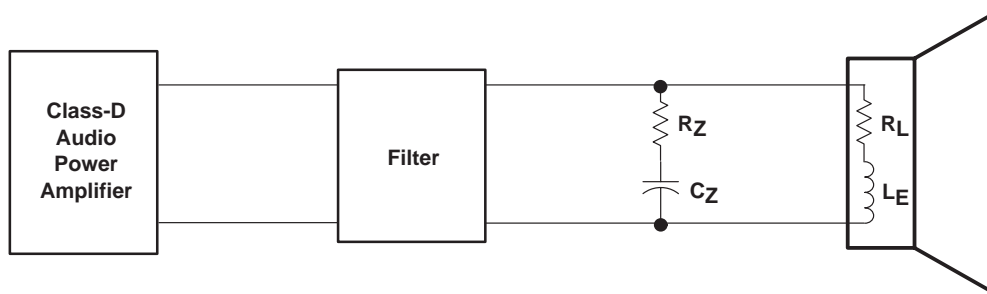 Class-D
Audio
Power
Amplifier
Filter
RZ
CZ
RL
LE